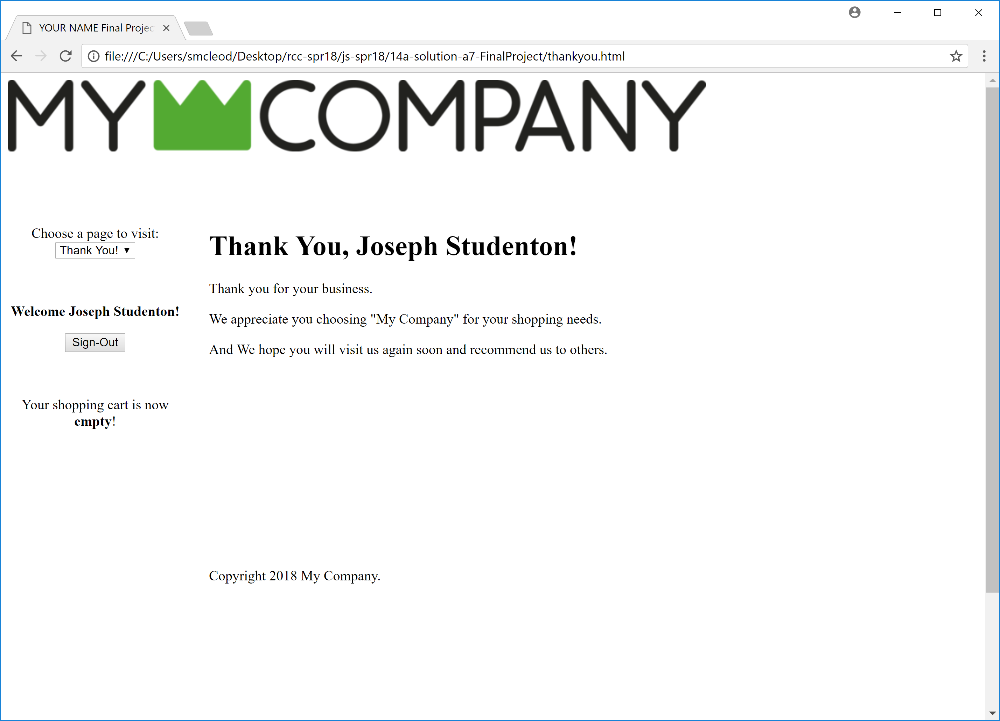 YOUR NAME Final Projec
file:///C:/Users/smcleod/Desktop/rcc-spr18/js-spr18/14a-solution-a7-FinalProject/thankyou.html
MY COMPANY
Choose a page to visit:
Thank You!
Welcome Joseph Studenton!
Sign-Out
Your shopping cart is now
empty!
Thank You, Joseph Studenton!
Thank you for your business.
We appreciate you choosing "My Company" for your shopping needs.
And We hope you will visit us again soon and recommend us to others.
Copyright 2018 My Company.